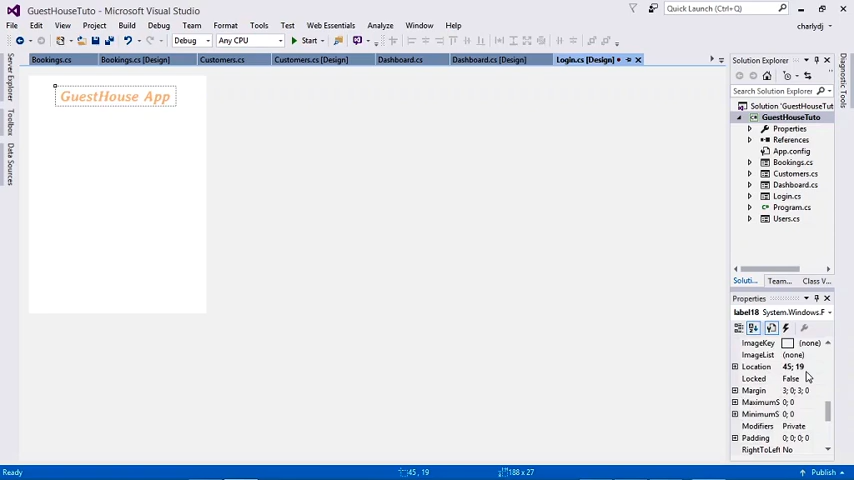 GuestHouseTuto - Microsoft Visual Studio
Quick Launch (Ctrl+Q)
File Edit View Project Build Debug Team Format Tools Test Web Essentials Analyze Window Help
charlydj
Debug Any CPU Start
Bookings.cs Bookings.cs [Design] Customers.cs Customers.cs [Design] Dashboard.cs Dashboard.cs [Design] Login.cs [Design]
Solution Explorer
Server Explorer
Toolbox
Data Sources
Diagnostic Tools
GuestHouse App
Search Solution Explorer
Solution 'GuestHouseTut
GuestHouseTuto
Properties
References
App.config
Bookings.cs
Customers.cs
Dashboard.cs
Login.cs
Program.cs
Users.cs
Soluti... Team... Class V...
Properties
label18 System.Windows.F
ImageKey (none)
ImageList (none)
Location 45; 19
Locked False
Margin 3; 0; 3; 0
MaximumS 0; 0
MinimumS 0; 0
Modifiers Private
Padding 0; 0; 0; 0
RightToLeft No
Ready 45 , 19 188 x 27 Publish